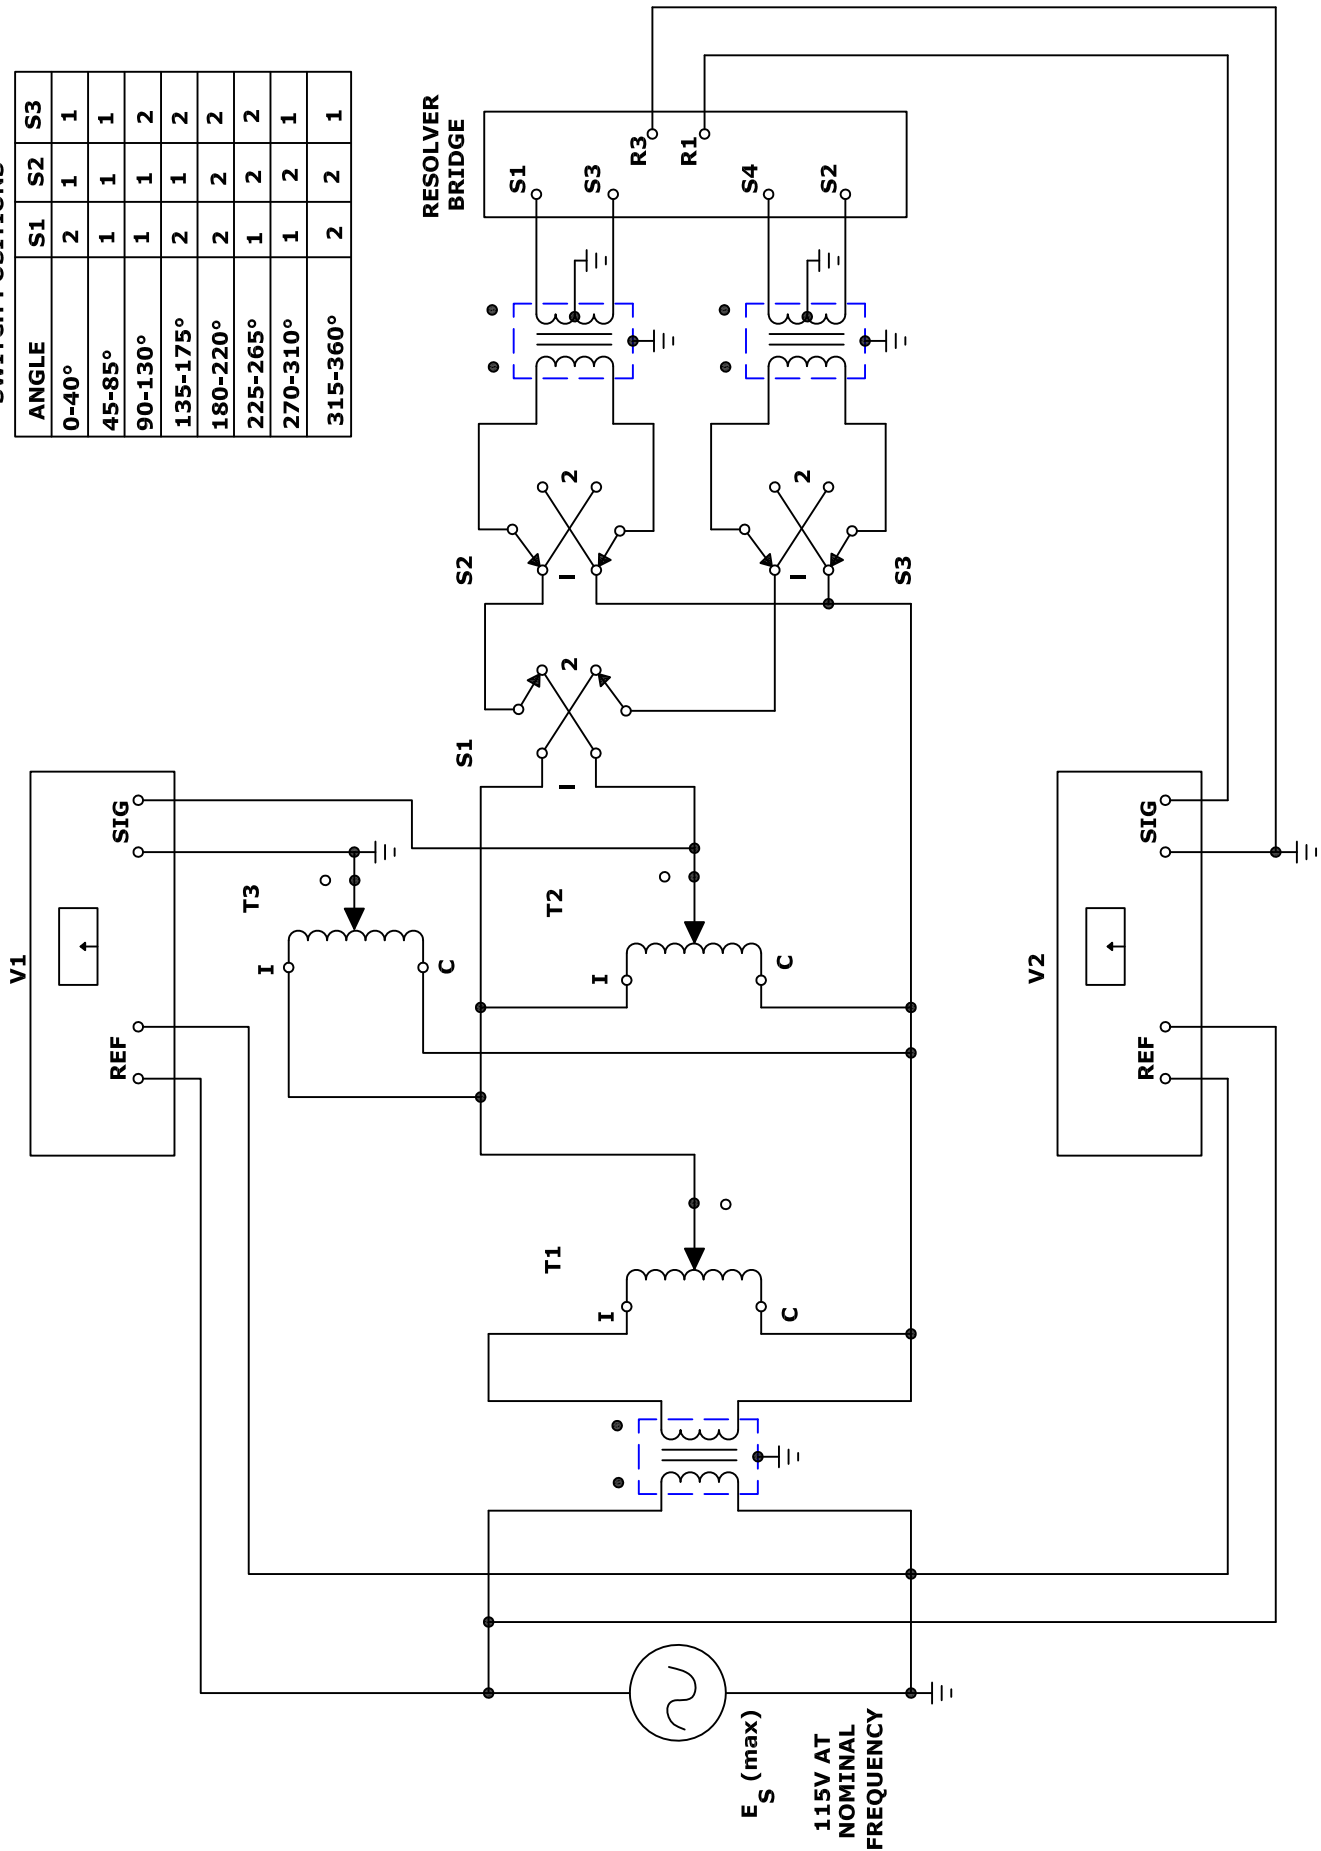 ANGLE S1 S2 S3
0-40° 2 1 1
45-85° 1 1 1
90-130° 1 1 2
135-175° 2 1 2
180-220° 2 2 2
225-265° 1 2 2
270-310° 1 2 1
315-360° 2 2 1
V1
REF
SIG
T3
I
C
RESOLVER
BRIDGE
S1
S3
R3
R1
S4
S2
E S (max)
115V AT
NOMINAL
FREQUENCY
T1
I
C
T2
I
C
S1
1
2
S2
1
2
S3
1
2
V2
REF
SIG